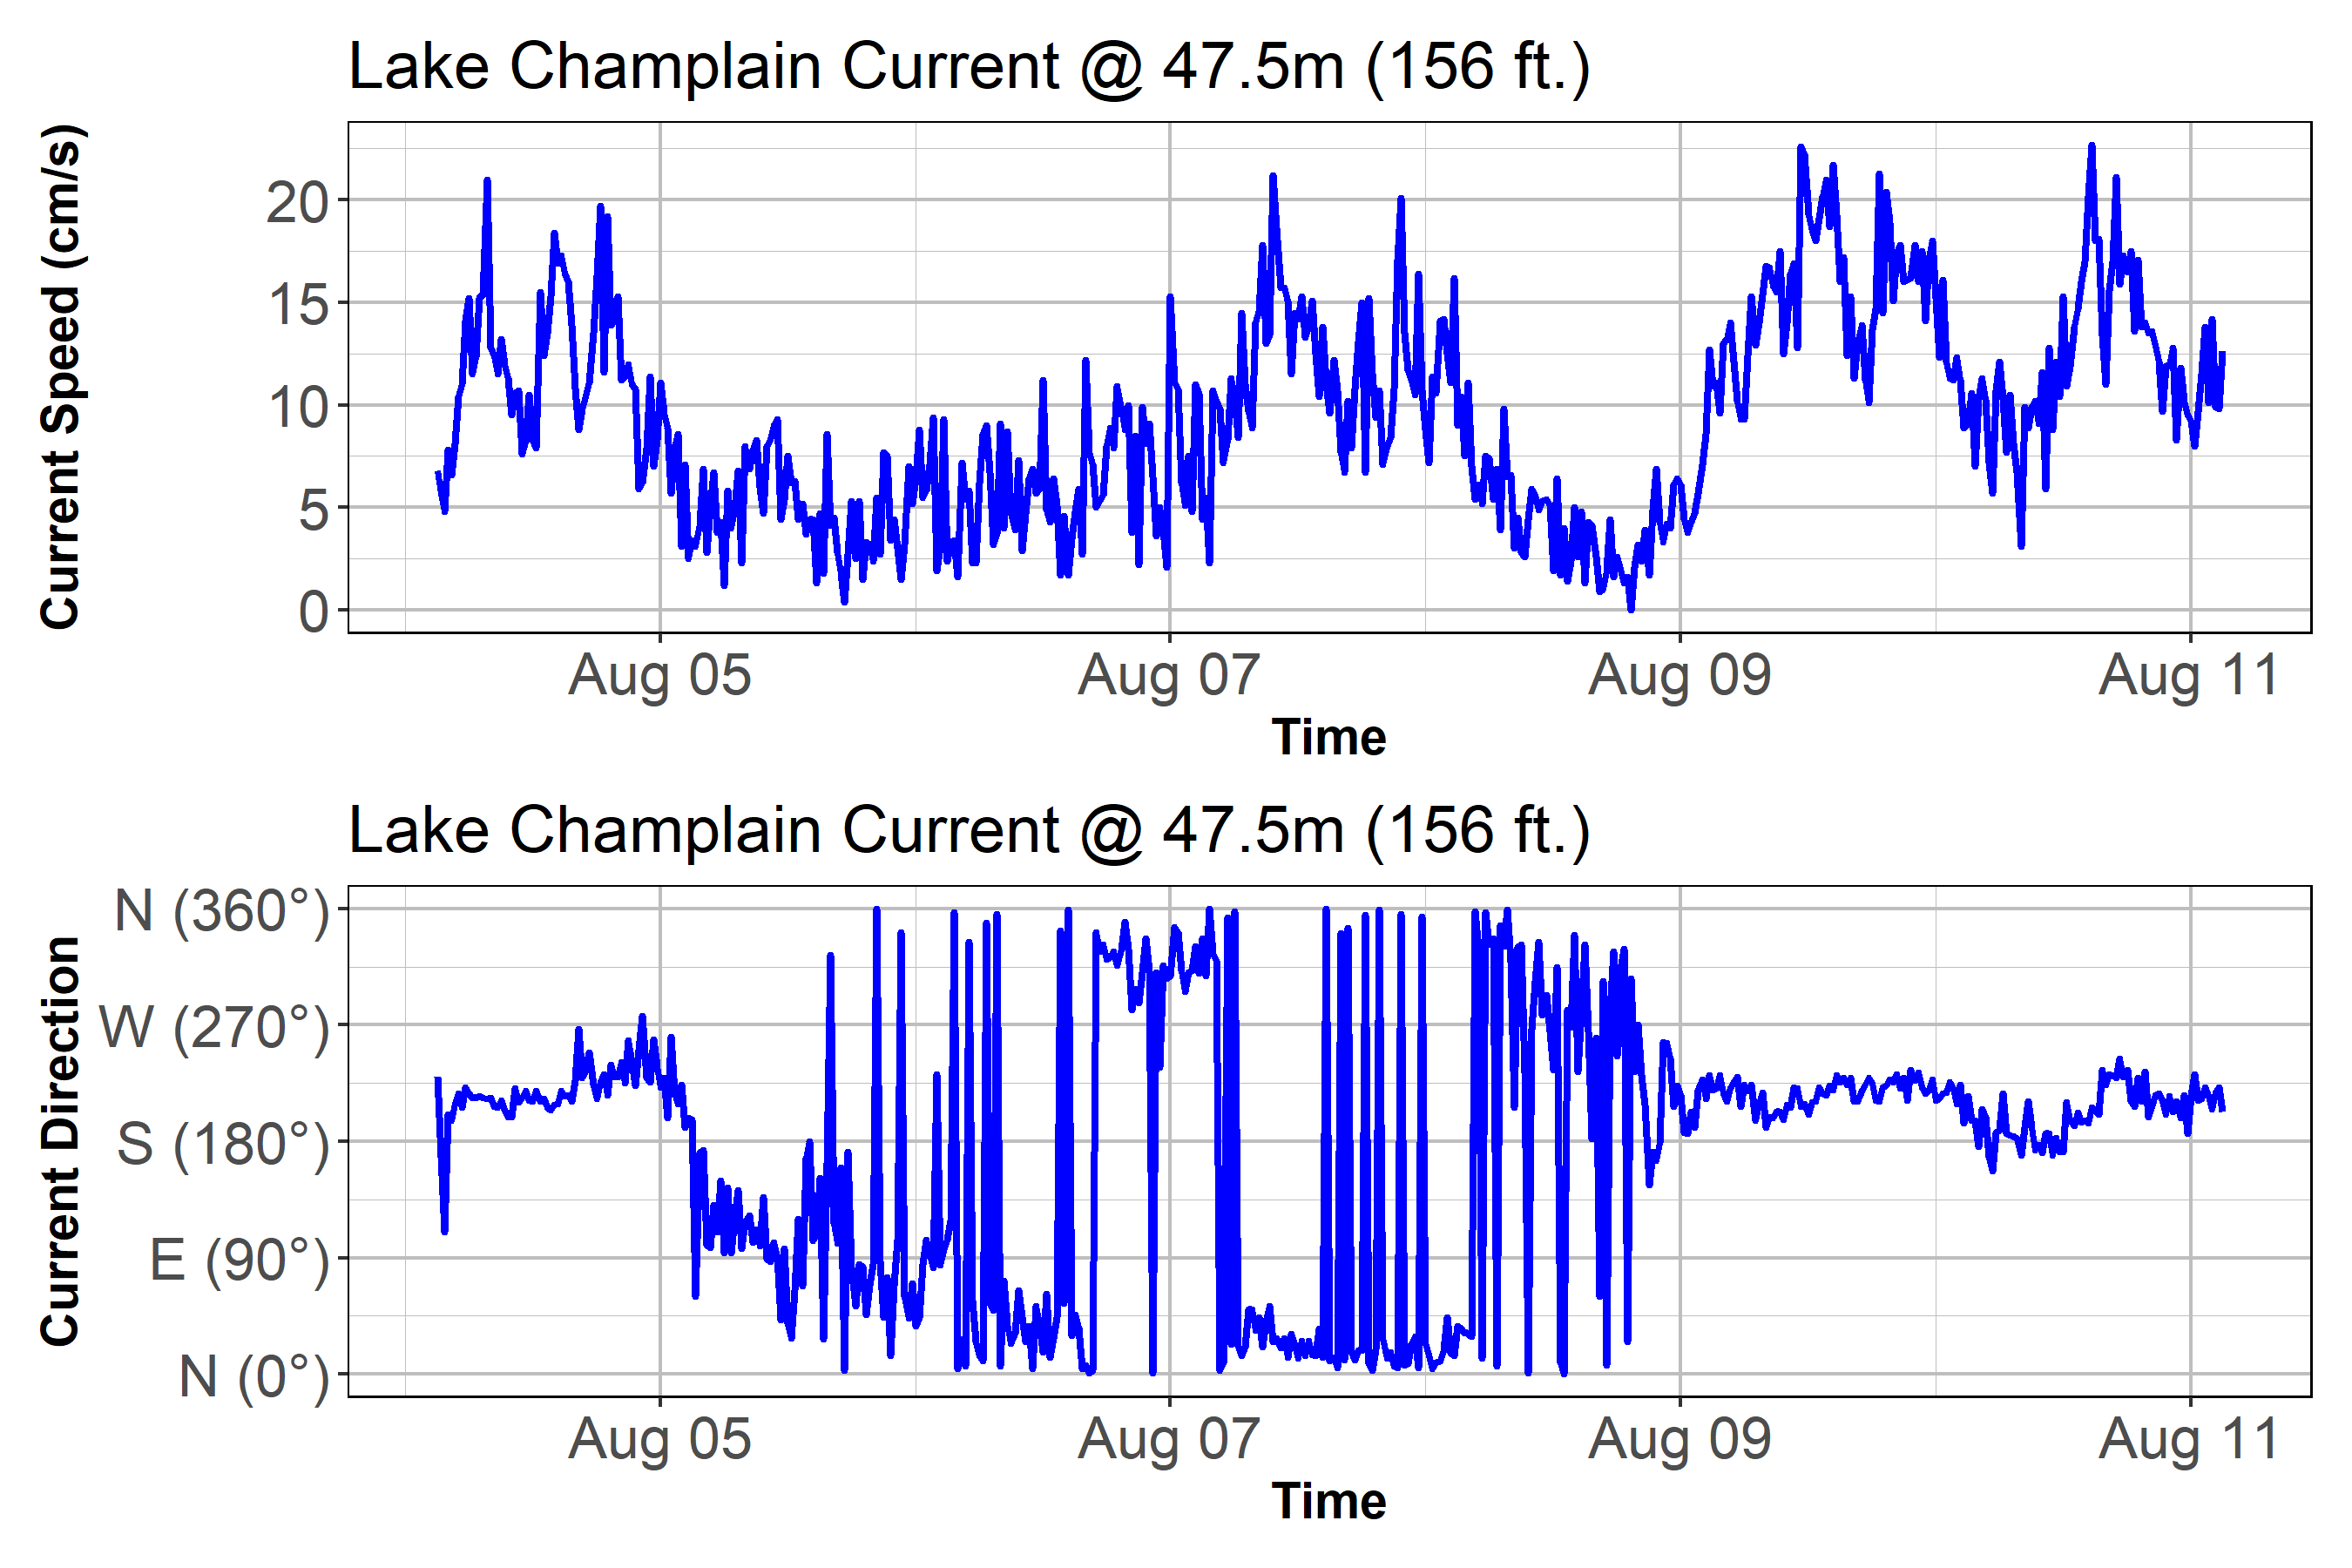 Lake Champlain Current @ 47.5m (156 ft.)
Current Speed (cm/s)
20
15
10
5
0
Aug 05 Aug 07 Aug 09 Aug 11
Time
Lake Champlain Current @ 47.5m (156 ft.)
Current Direction
N (360°)
W (270°)
S (180°)
E (90°)
N (0°)
Aug 05 Aug 07 Aug 09 Aug 11
Time